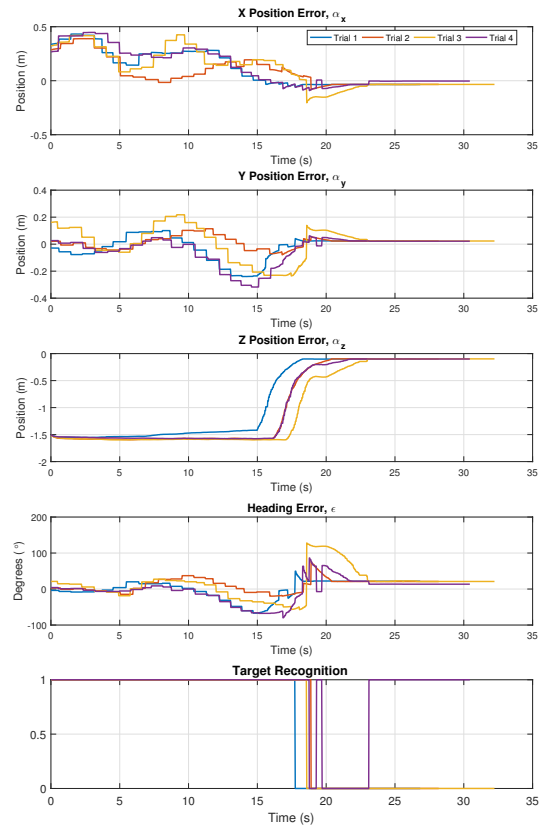 X Position Error, αx
Position (m)
0.5
0
-0.5
Trial 1 Trial 2 Trial 3 Trial 4
0 5 10 15 20 25 30 35
Time (s)
Y Position Error, αy
Position (m)
0.4
0.2
0
-0.2
-0.4
0 5 10 15 20 25 30 35
Time (s)
Z Position Error, αz
Position (m)
0
-0.5
-1
-1.5
-2
0 5 10 15 20 25 30 35
Time (s)
Heading Error, ϵ
Degrees (°)
200
100
0
-100
0 5 10 15 20 25 30 35
Time (s)
Target Recognition
1
0.5
0
0 5 10 15 20 25 30 35
Time (s)